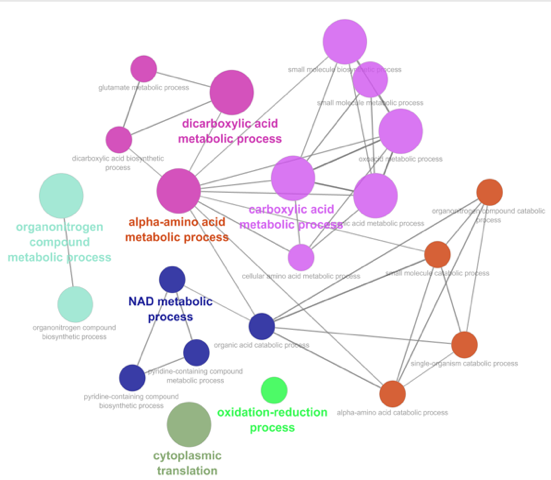 small molecule biosynthetic process
glutamate metabolic process
small molecule metabolic process
dicarboxylic acid
metabolic process
oxoacid metabolic process
dicarboxylic acid biosynthetic
process
carboxylic acid
metabolic process
acid metabolic process
organonitrogen compound catabolic
process
alpha-amino acid
metabolic process
organonitrogen
compound
metabolic process
cellular amino acid metabolic process
small molecule catabolic process
NAD metabolic
process
organonitrogen compound
biosynthetic process
organic acid catabolic process
pyridine-containing compound
metabolic process
single-organism catabolic process
pyridine-containing compound
biosynthetic process
oxidation-reduction
process
alpha-amino acid catabolic process
cytoplasmic
translation